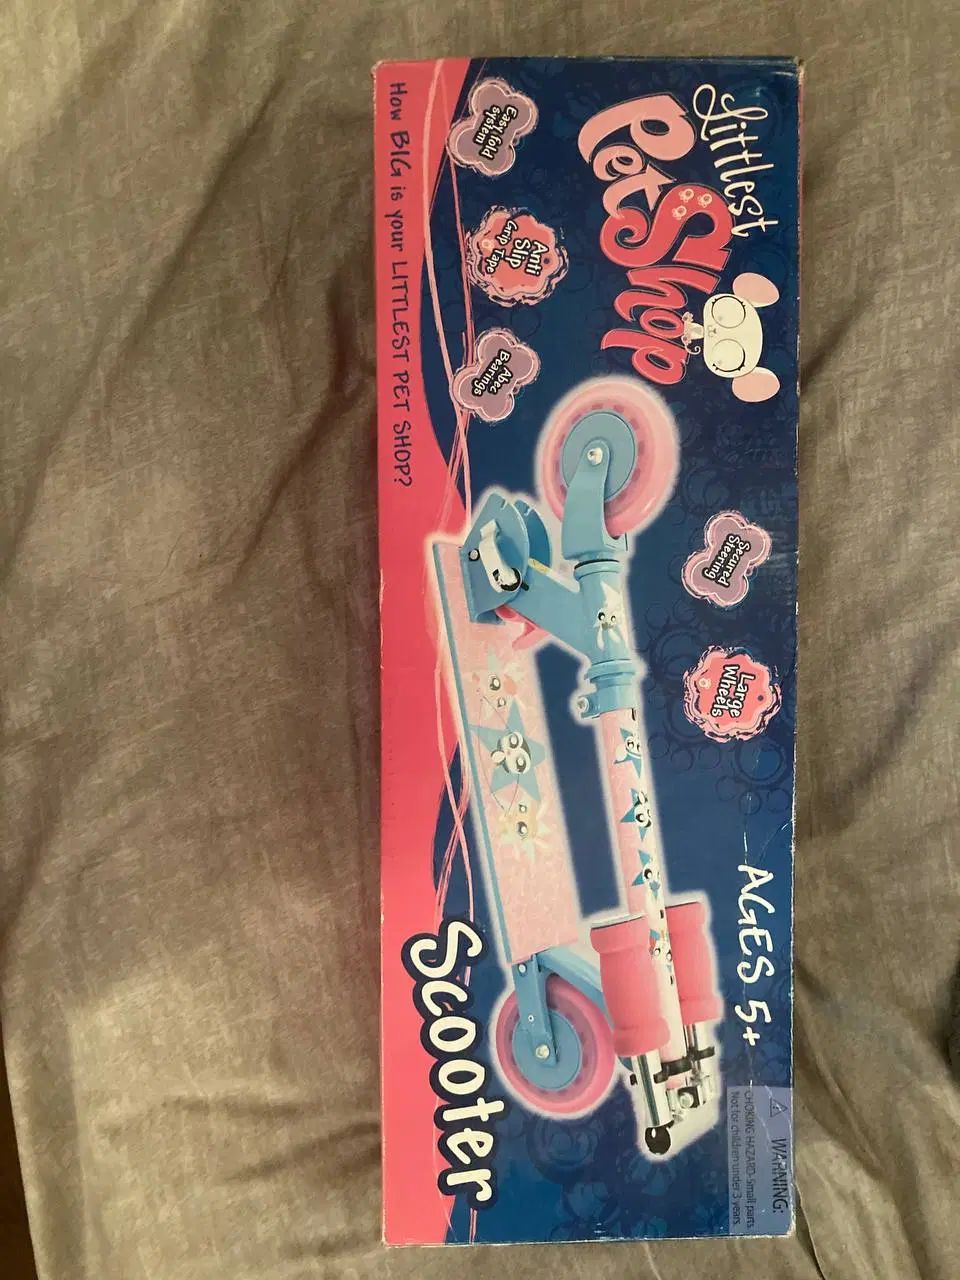 Littlest
PetShop
Easy fold
system
Anti
Slip
Grip Tape
Abec
Bearings
Secured
Steering
Large
Wheels
AGES 5+
How BIG is your LITTLEST PET SHOP?
Scooter
WARNING:
CHOKING HAZARD-Small parts.
Not for children under 3 years.